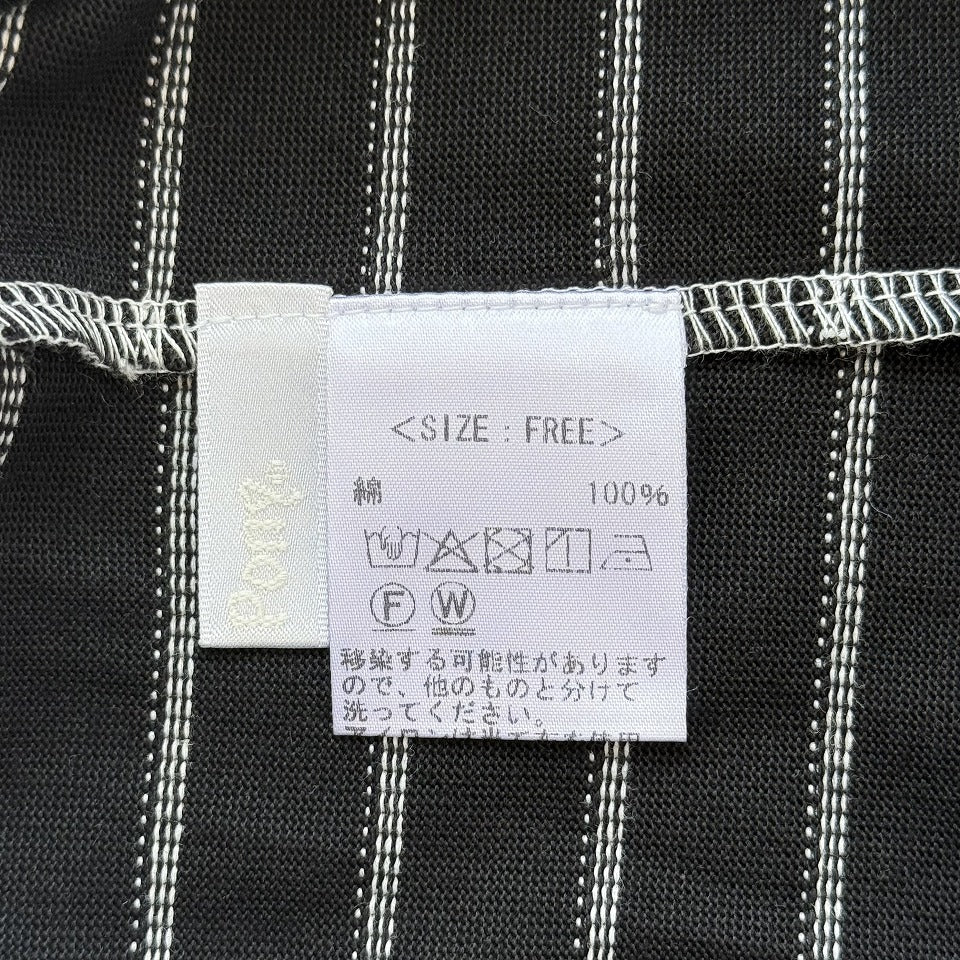 <SIZE : FREE>
綿 100%
F W
移染する可能性があります
ので、他のものと分けて
洗ってください。